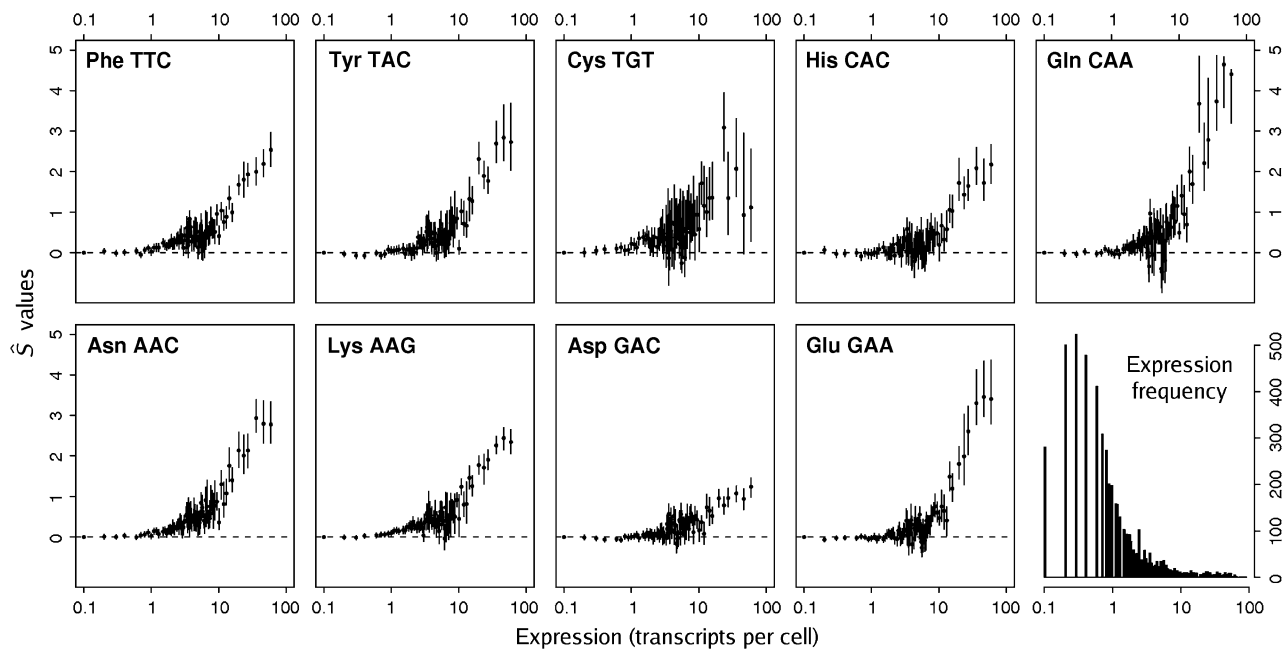 0.1 1 10 100 0.1 1 10 100 0.1 1 10 100 0.1 1 10 100 0.1 1 10 100
Phe TTC
Tyr TAC
Cys TGT
His CAC
Gln CAA
5
4
3
2
1
0
5
4
3
2
1
0
Ŝ values
Asn AAC
Lys AAG
Asp GAC
Glu GAA
Expression
frequency
5
4
3
2
1
0
500
400
300
200
100
0
0.1 1 10 100 0.1 1 10 100 0.1 1 10 100 0.1 1 10 100 0.1 1 10 100
Expression (transcripts per cell)